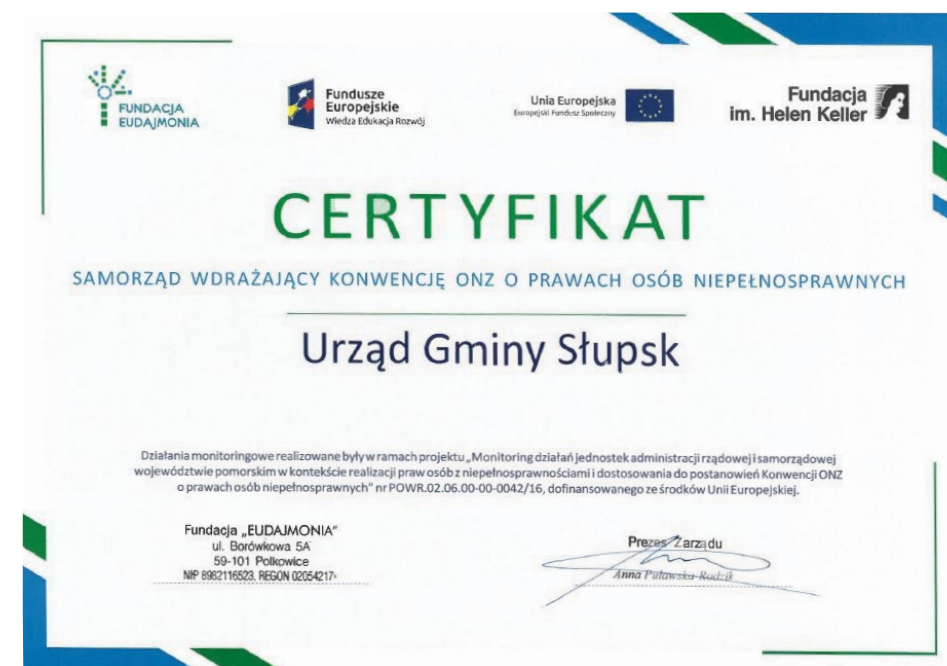 FUNDACJA
EUDAJMONIA
Fundusze
Europejskie
Wiedza Edukacja Rozwój
Unia Europejska
Europejski Fundusz Społeczny
Fundacja
im. Helen Keller
CERTYFIKAT
SAMORZĄD WDRAŻAJĄCY KONWENCJĘ ONZ O PRAWACH OSÓB NIEPEŁNOSPRAWNYCH
Urząd Gminy Słupsk
Działania monitoringowe realizowane były w ramach projektu „Monitoring działań jednostek administracji rządowej i samorządowej
województwie pomorskim w kontekście realizacji praw osób z niepełnosprawnościami i dostosowania do postanowień Konwencji ONZ
o prawach osób niepełnosprawnych" nr POWR.02.06.00-00-0042/16, dofinansowanego ze środków Unii Europejskiej.
Fundacja „EUDAJMONIA"
ul. Borówkowa 5A
59-101 Polkowice
NIP 8982116523, REGON 02054217
Prezes Zarządu
Anna Puławska-Rodzik